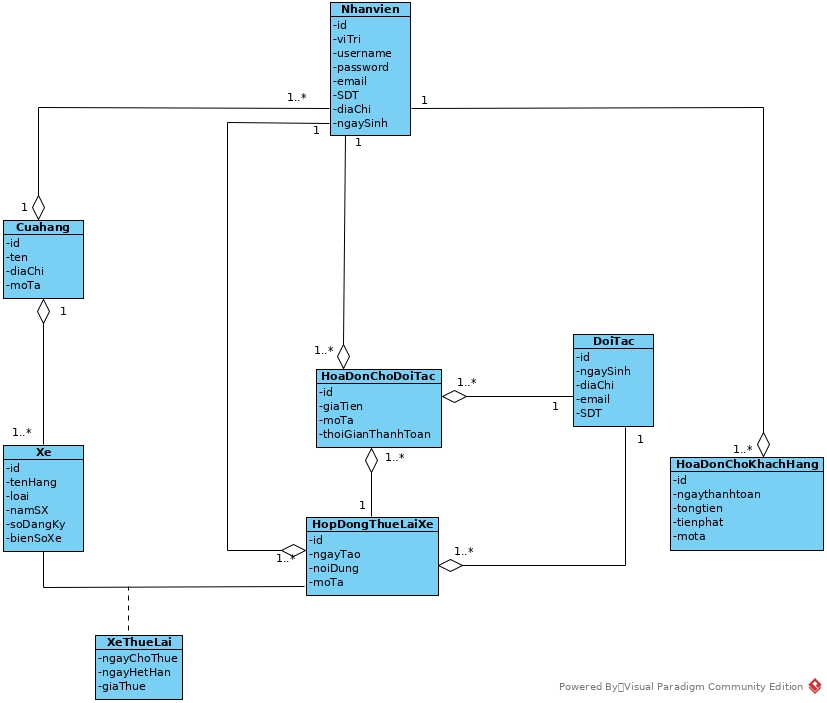 Nhanvien
-id
-viTri
-username
-password
-email
-SDT
-diaChi
-ngaySinh
1..*
1
1
1
1
Cuahang
-id
-ten
-diaChi
-moTa
1
1..*
Xe
-id
-tenHang
-loai
-namSX
-soDangKy
-bienSoXe
1..*
HoaDonChoDoiTac
-id
-giaTien
-moTa
-thoiGianThanhToan
1..*
1
DoiTac
-id
-ngaySinh
-diaChi
-email
-SDT
1
1..*
HoaDonChoKhachHang
-id
-ngaythanhtoan
-tongtien
-tienphat
-mota
1..*
1
HopDongThueLaiXe
-id
-ngayTao
-noiDung
-moTa
1..*
1..*
XeThueLai
-ngayChoThue
-ngayHetHan
-giaThue
Powered By Visual Paradigm Community Edition